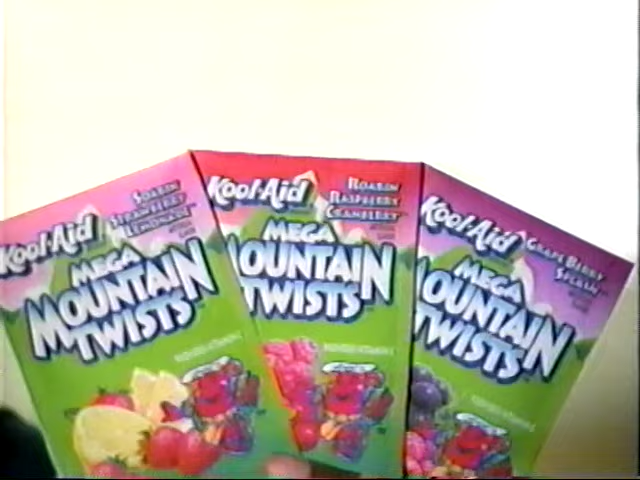 Kool-Aid
SOARIN'
STRAWBERRY
LEMONADE
MEGA
MOUNTAIN
TWISTS
Kool-Aid
ROARIN'
RASPBERRY
CRANBERRY
MEGA
MOUNTAIN
TWISTS
Kool-Aid
GRAPE BERRY
SPLASH
MEGA
MOUNTAIN
TWISTS